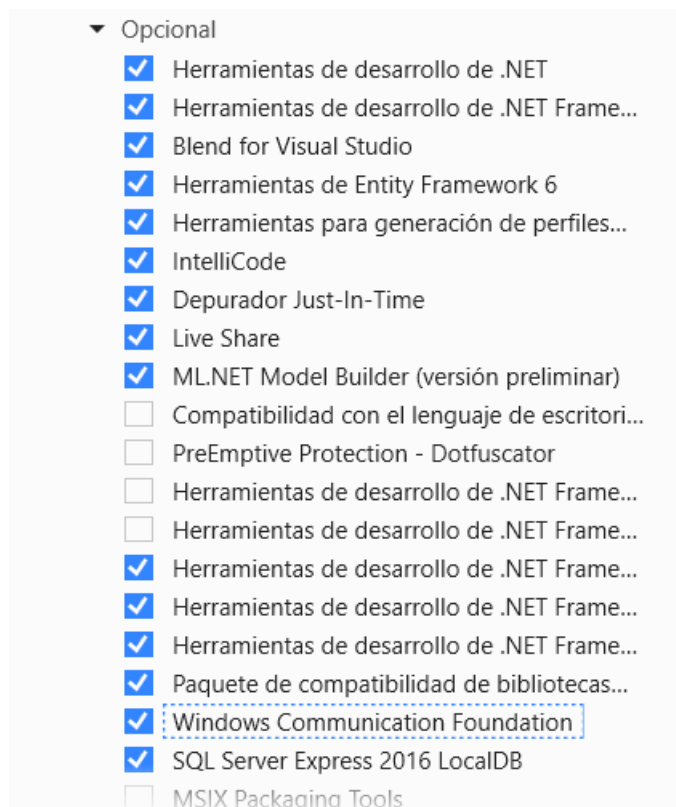 Opcional
Herramientas de desarrollo de .NET
Herramientas de desarrollo de .NET Frame...
Blend for Visual Studio
Herramientas de Entity Framework 6
Herramientas para generación de perfiles...
IntelliCode
Depurador Just-In-Time
Live Share
ML.NET Model Builder (versión preliminar)
Compatibilidad con el lenguaje de escritori...
PreEmptive Protection - Dotfuscator
Herramientas de desarrollo de .NET Frame...
Herramientas de desarrollo de .NET Frame...
Herramientas de desarrollo de .NET Frame...
Herramientas de desarrollo de .NET Frame...
Herramientas de desarrollo de .NET Frame...
Paquete de compatibilidad de bibliotecas...
Windows Communication Foundation
SQL Server Express 2016 LocalDB
MSIX Packaging Tools